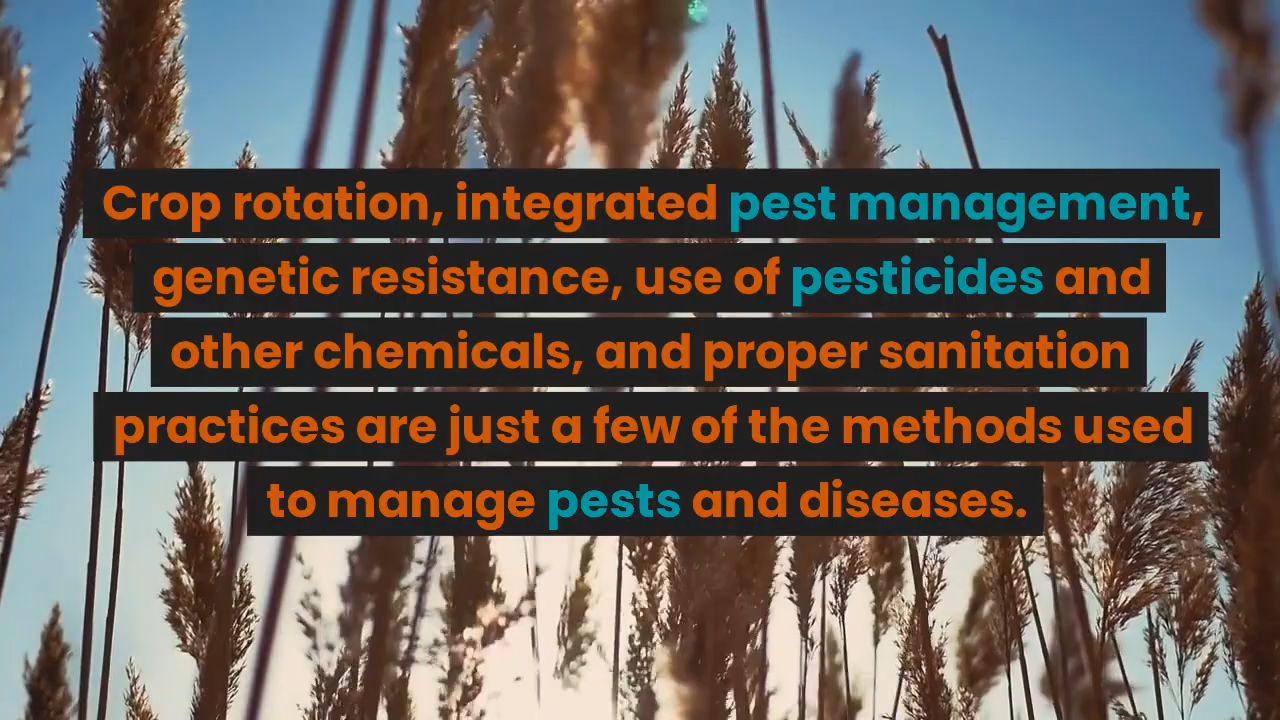 Crop rotation, integrated pest management,
genetic resistance, use of pesticides and
other chemicals, and proper sanitation
practices are just a few of the methods used
to manage pests and diseases.